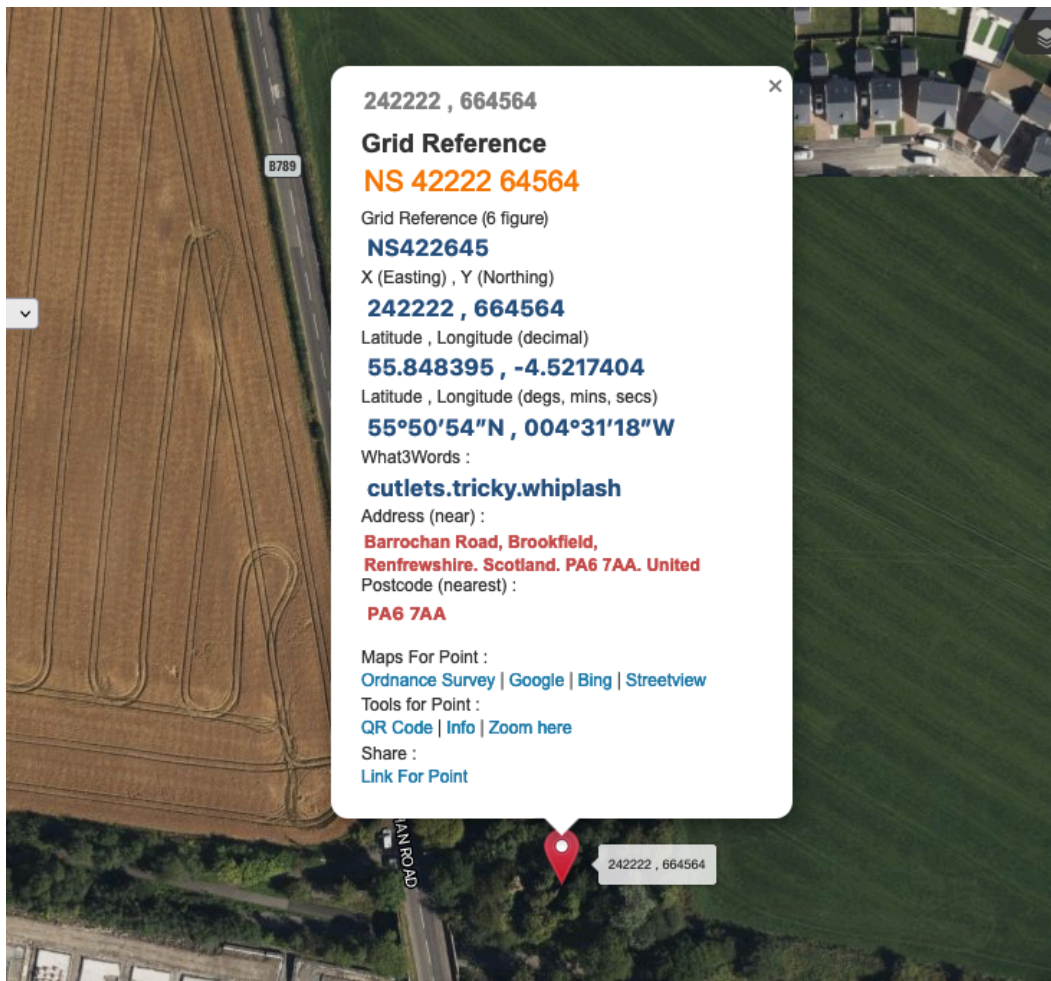 242222 , 664564
×
Grid Reference
NS 42222 64564
Grid Reference (6 figure)
NS422645
X (Easting) , Y (Northing)
242222 , 664564
Latitude , Longitude (decimal)
55.848395 , -4.5217404
Latitude , Longitude (degs, mins, secs)
55°50′54″N , 004°31′18″W
What3Words :
cutlets.tricky.whiplash
Address (near) :
Barrochan Road, Brookfield,
Renfrewshire. Scotland. PA6 7AA. United
Postcode (nearest) :
PA6 7AA
Maps For Point :
Ordnance Survey | Google | Bing | Streetview
Tools for Point :
QR Code | Info | Zoom here
Share :
Link For Point
B789
HAN ROAD
242222 , 664564